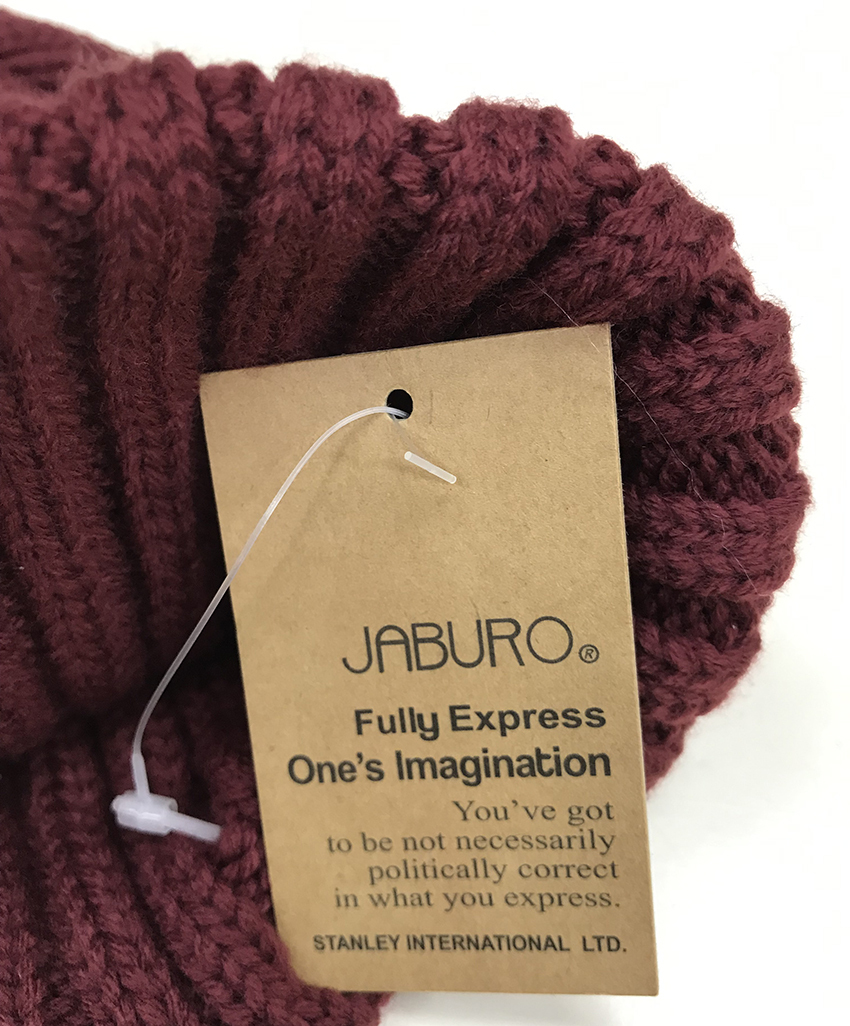 JABURO®
Fully Express
One's Imagination
You've got
to be not necessarily
politically correct
in what you express.
STANLEY INTERNATIONAL LTD.